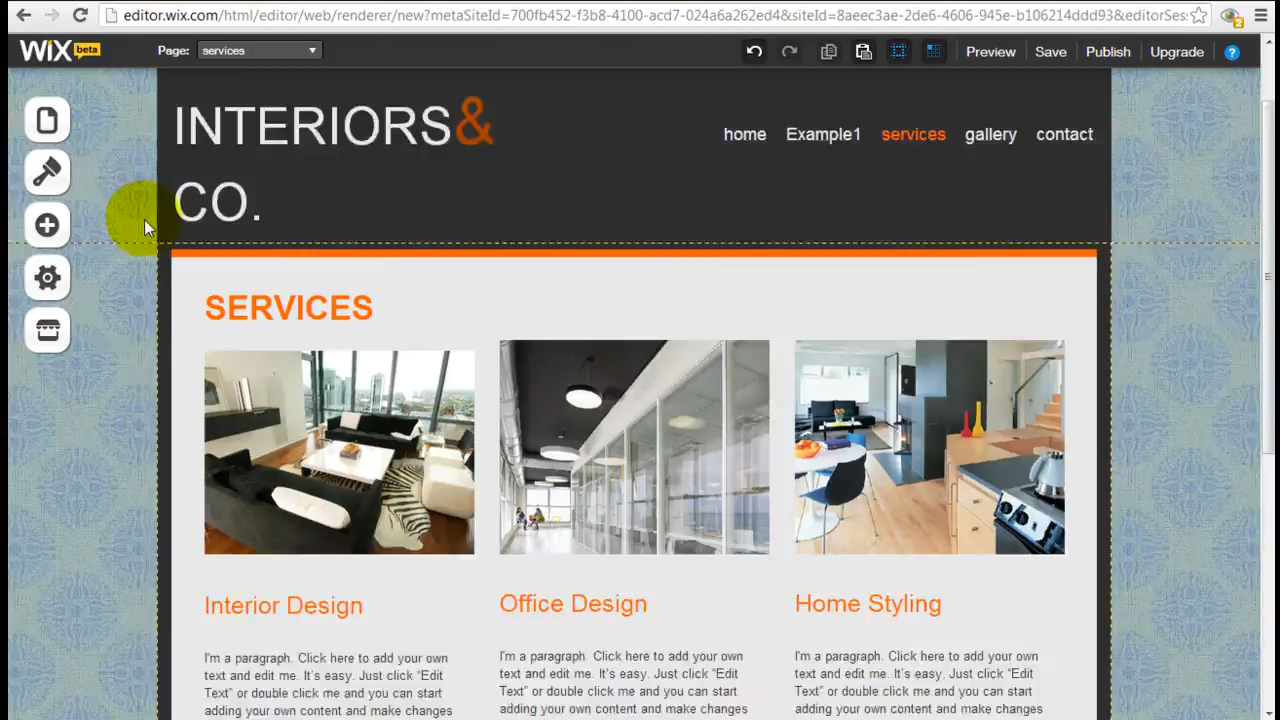 editor.wix.com/html/editor/web/renderer/new?metaSiteId=700fb452-f3b8-4100-acd7-024a6a262ed4&siteId=8aeec3ae-2de6-4606-945e-b106214ddd93&editorSes
2
WiX beta Page: services Preview Save Publish Upgrade ?
INTERIORS&
CO.
home Example1 services gallery contact
SERVICES
Interior Design
Office Design
Home Styling
I'm a paragraph. Click here to add your own
text and edit me. It's easy. Just click "Edit
Text" or double click me and you can start
adding your own content and make changes
I'm a paragraph. Click here to add your own
text and edit me. It's easy. Just click "Edit
Text" or double click me and you can start
adding your own content and make changes
I'm a paragraph. Click here to add your own
text and edit me. It's easy. Just click "Edit
Text" or double click me and you can start
adding your own content and make changes